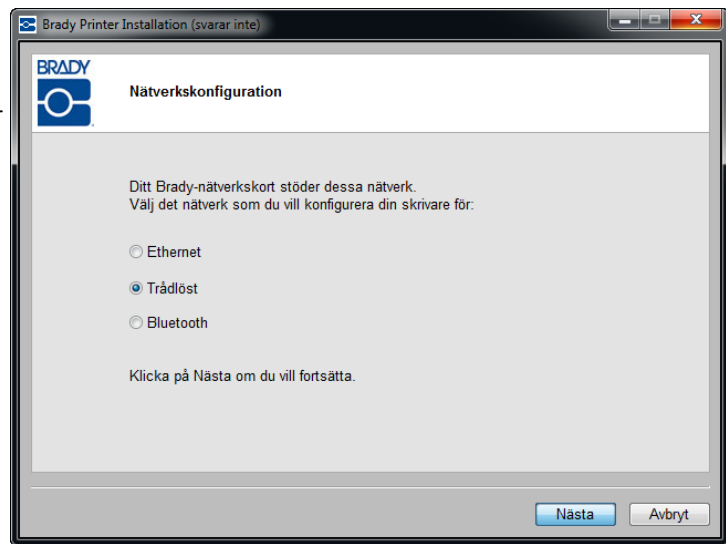 Brady Printer Installation (svarar inte)
BRADY
Nätverkskonfiguration
Ditt Brady-nätverkskort stöder dessa nätverk.
Välj det nätverk som du vill konfigurera din skrivare för:
Ethernet
Trådlöst
Bluetooth
Klicka på Nästa om du vill fortsätta.
Nästa
Avbryt